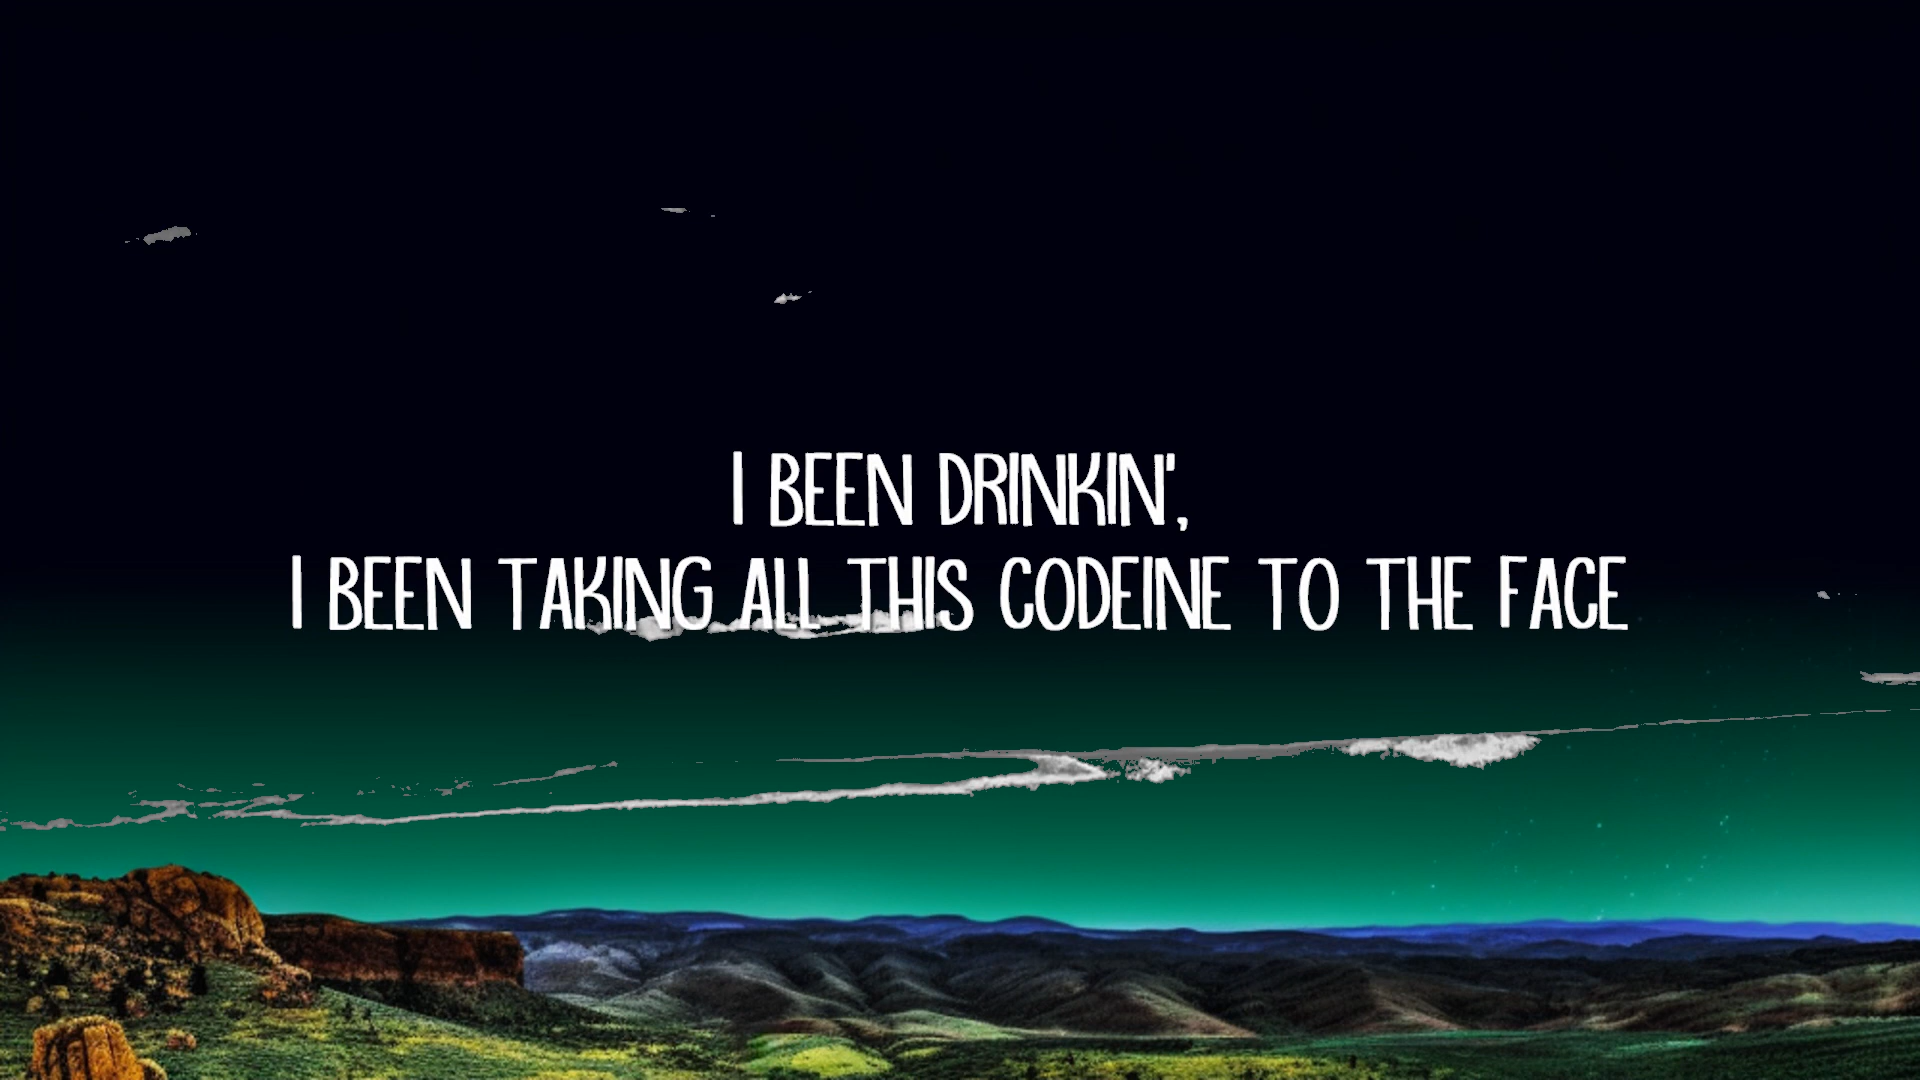 I BEEN DRINKIN',
I BEEN TAKING ALL THIS CODEINE TO THE FACE